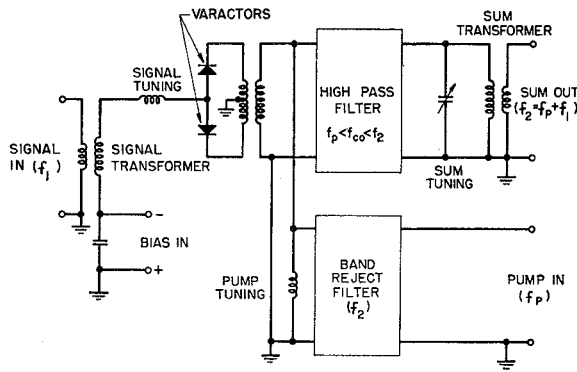 VARACTORS
SUM
TRANSFORMER
SIGNAL
TUNING
HIGH PASS
FILTER
fp<fco<f2
SUM OUT
(f2=fp+f1)
SIGNAL
IN (f1)
SIGNAL
TRANSFORMER
SUM
TUNING
−
BIAS IN
+
PUMP
TUNING
BAND
REJECT
FILTER
(f2)
PUMP IN
(fp)